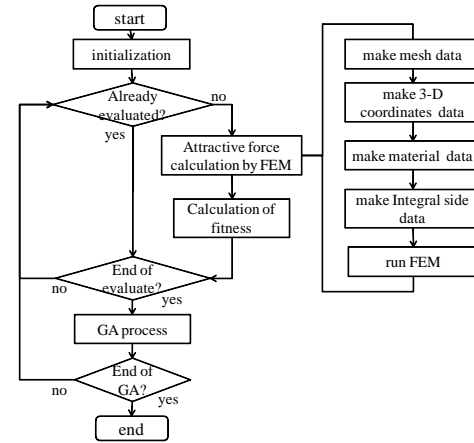 start
initialization
Already
evaluated?
no
yes
Attractive force
calculation by FEM
Calculation of
fitness
End of
evaluate?
no
yes
GA process
End of
GA?
no
yes
end
make mesh data
make 3-D
coordinates data
make material data
make Integral side
data
run FEM